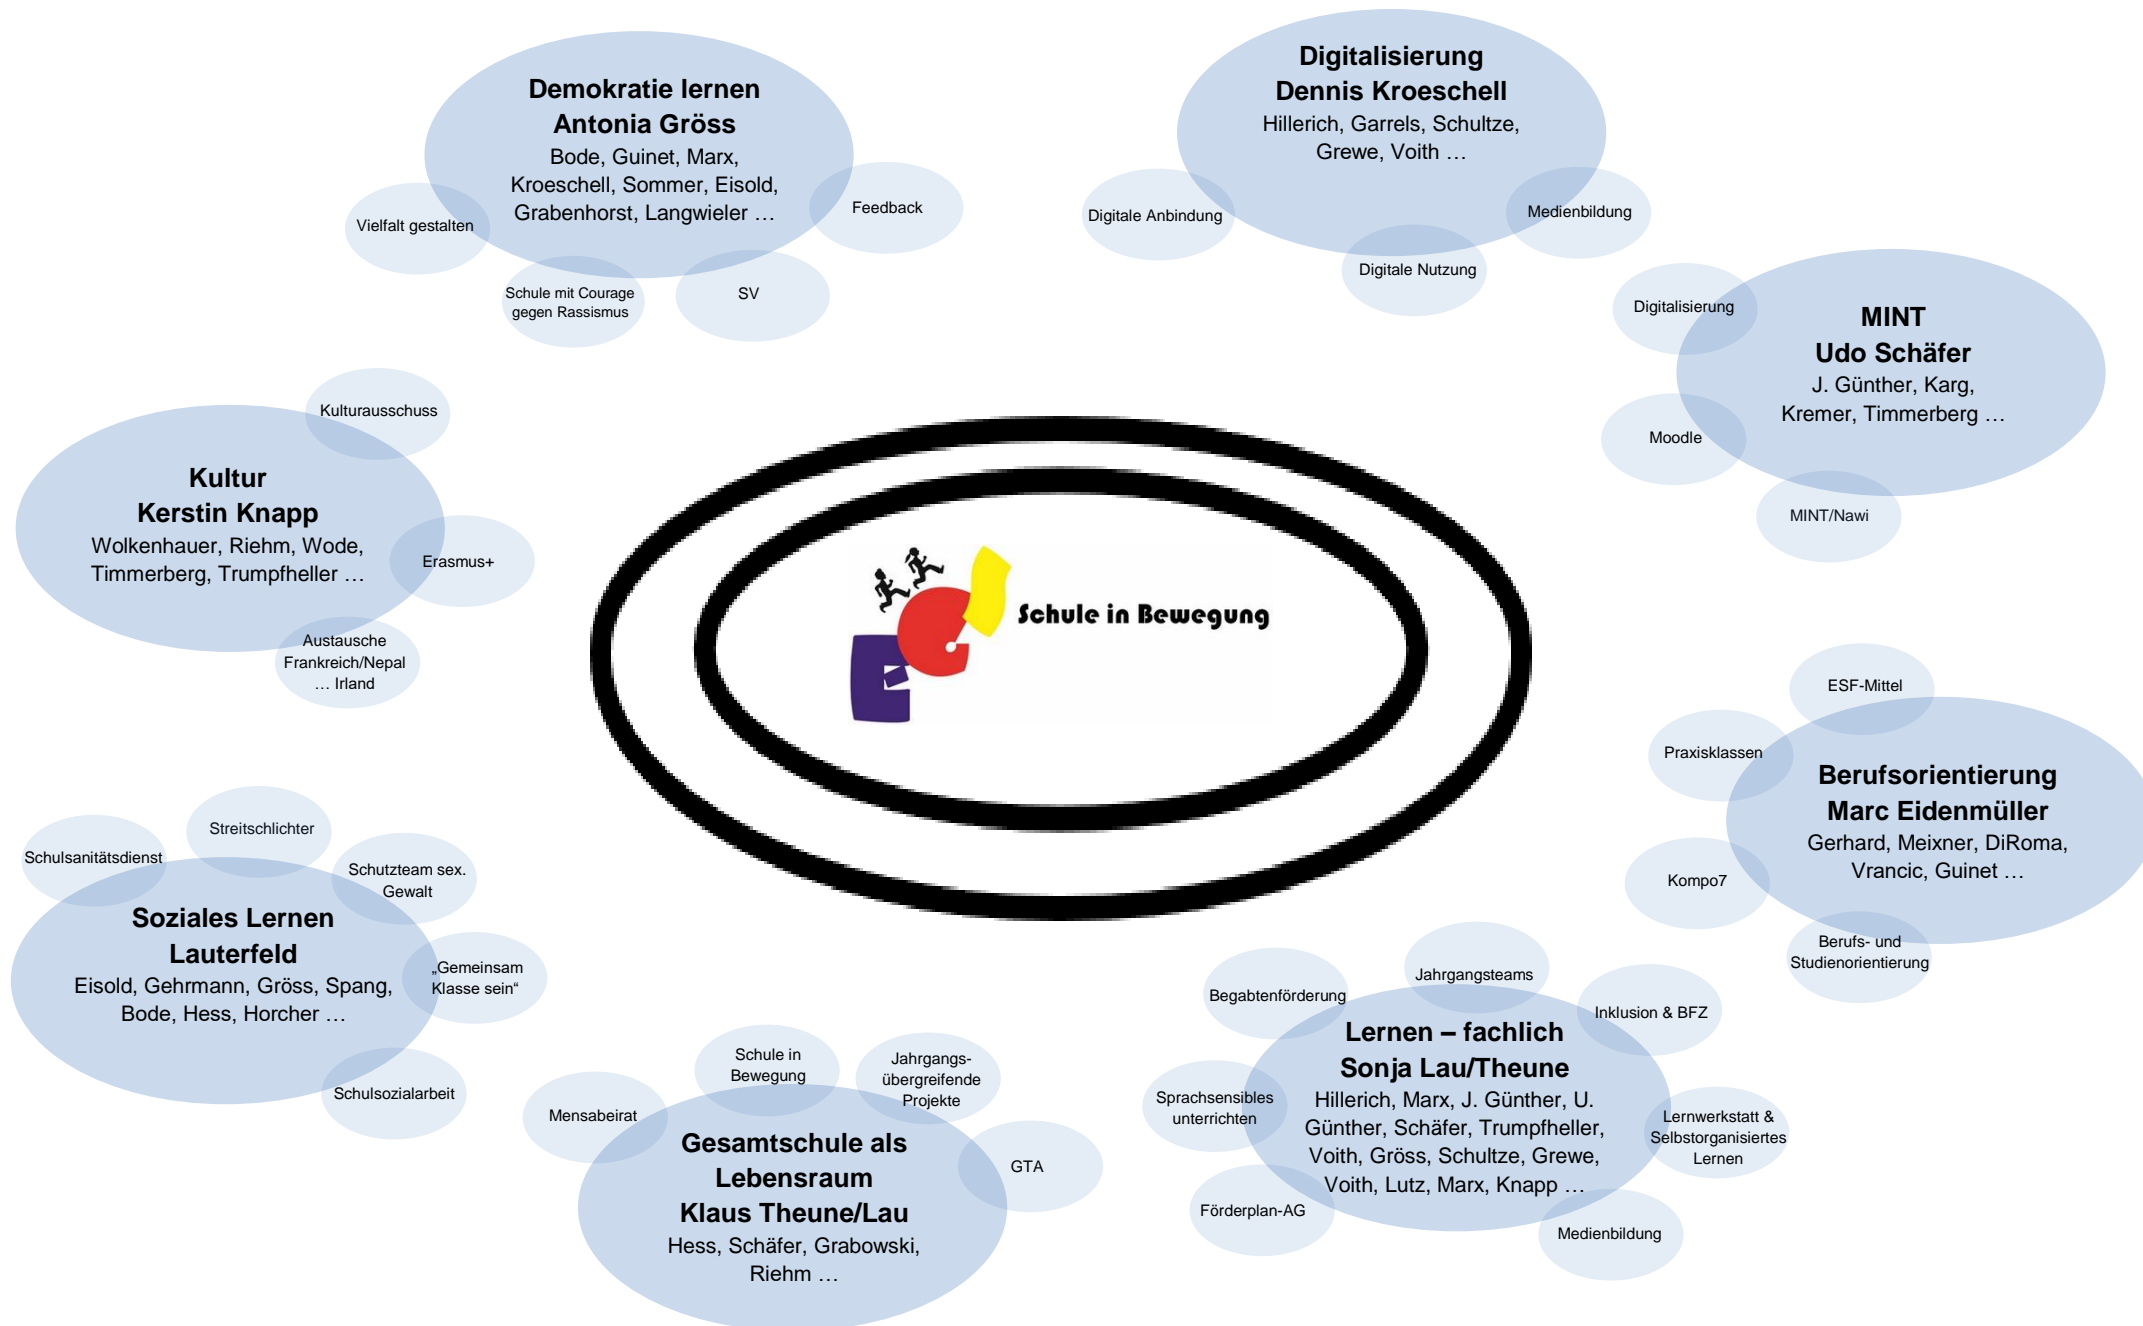 Demokratie lernen
Antonia Gröss
Bode, Guinet, Marx,
Kroeschell, Sommer, Eisold,
Grabenhorst, Langwieler …
Vielfalt gestalten
Schule mit Courage
gegen Rassismus
SV
Feedback
Digitalisierung
Dennis Kroeschell
Hillerich, Garrels, Schultze,
Grewe, Voith …
Digitale Anbindung
Digitale Nutzung
Medienbildung
MINT
Udo Schäfer
J. Günther, Karg,
Kremer, Timmerberg …
Digitalisierung
Moodle
MINT/Nawi
Kulturausschuss
Kultur
Kerstin Knapp
Wolkenhauer, Riehm, Wode,
Timmerberg, Trumpfheller …
Erasmus+
Austausche
Frankreich/Nepal
… Irland
EGS
Schule in Bewegung
ESF-Mittel
Praxisklassen
Berufsorientierung
Marc Eidenmüller
Gerhard, Meixner, DiRoma,
Vrancic, Guinet …
Kompo7
Berufs- und
Studienorientierung
Schulsanitätsdienst
Streitschlichter
Schutzteam sex.
Gewalt
Soziales Lernen
Lauterfeld
Eisold, Gehrmann, Gröss, Spang,
Bode, Hess, Horcher …
„Gemeinsam
Klasse sein“
Schulsozialarbeit
Mensabeirat
Schule in
Bewegung
Jahrgangs-
übergreifende
Projekte
GTA
Gesamtschule als
Lebensraum
Klaus Theune/Lau
Hess, Schäfer, Grabowski,
Riehm …
Begabtenförderung
Jahrgangsteams
Inklusion & BFZ
Lernen – fachlich
Sonja Lau/Theune
Hillerich, Marx, J. Günther, U.
Günther, Schäfer, Trumpfheller,
Voith, Gröss, Schultze, Grewe,
Voith, Lutz, Marx, Knapp …
Sprachsensibles
unterrichten
Lernwerkstatt &
Selbstorganisiertes
Lernen
Förderplan-AG
Medienbildung